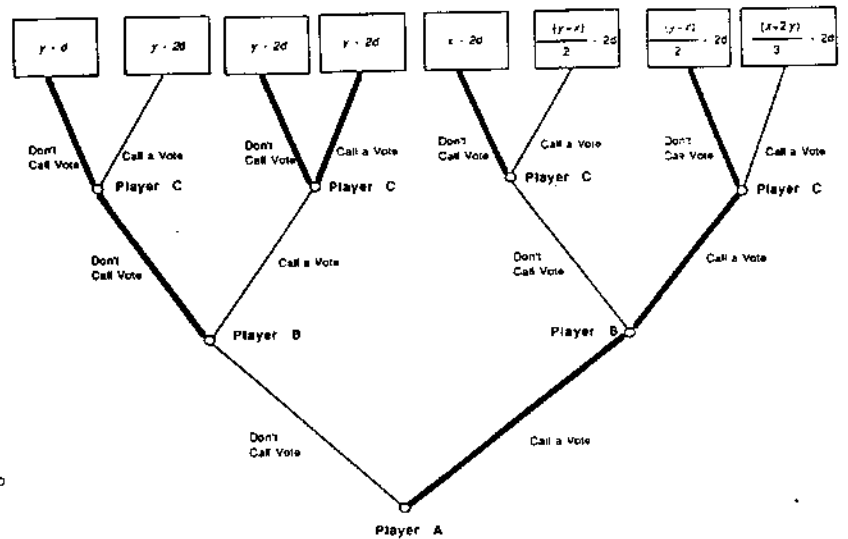 y - d
y - 2d
y - 2d
y - 2d
x - 2d
(y+x)
2 - 2d
2 - 2d
(x+2y)
3 - 2d
Don't
Call Vote
Call a Vote
Don't
Call Vote
Call a Vote
Don't
Call Vote
Call a Vote
Don't
Call Vote
Call a Vote
Player C
Player C
Player C
Player C
Don't
Call Vote
Call a Vote
Don't
Call Vote
Call a Vote
Player B
Player B
Don't
Call Vote
Call a Vote
Player A